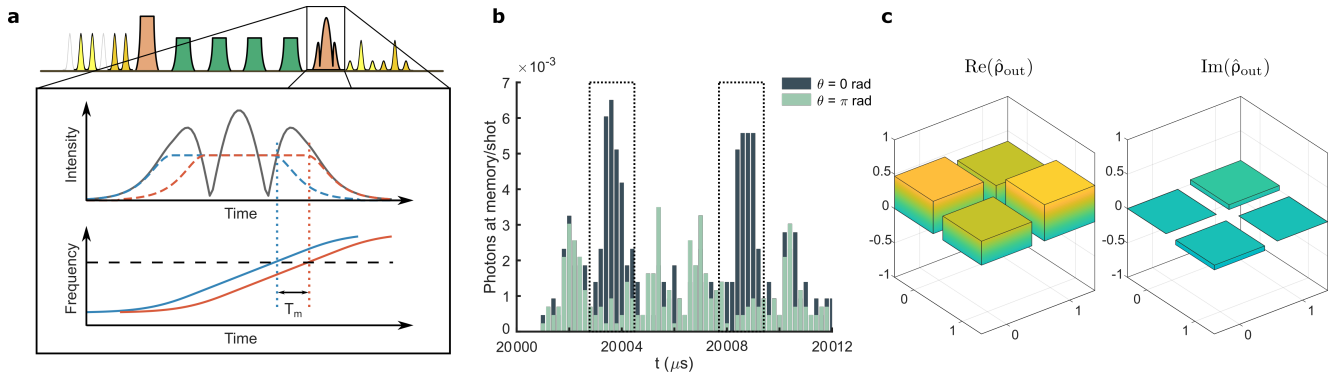 a
Intensity
Time
Frequency
T_m
Time
b
×10⁻³
7
6
5
4
3
2
1
0
Photons at memory/shot
θ = 0 rad
θ = π rad
20000 20004 20008 20012
t (μs)
c
Re(ρ̂_out)
1
0.5
0
-0.5
-1
0
1
0
1
Im(ρ̂_out)
1
0.5
0
-0.5
-1
0
1
0
1